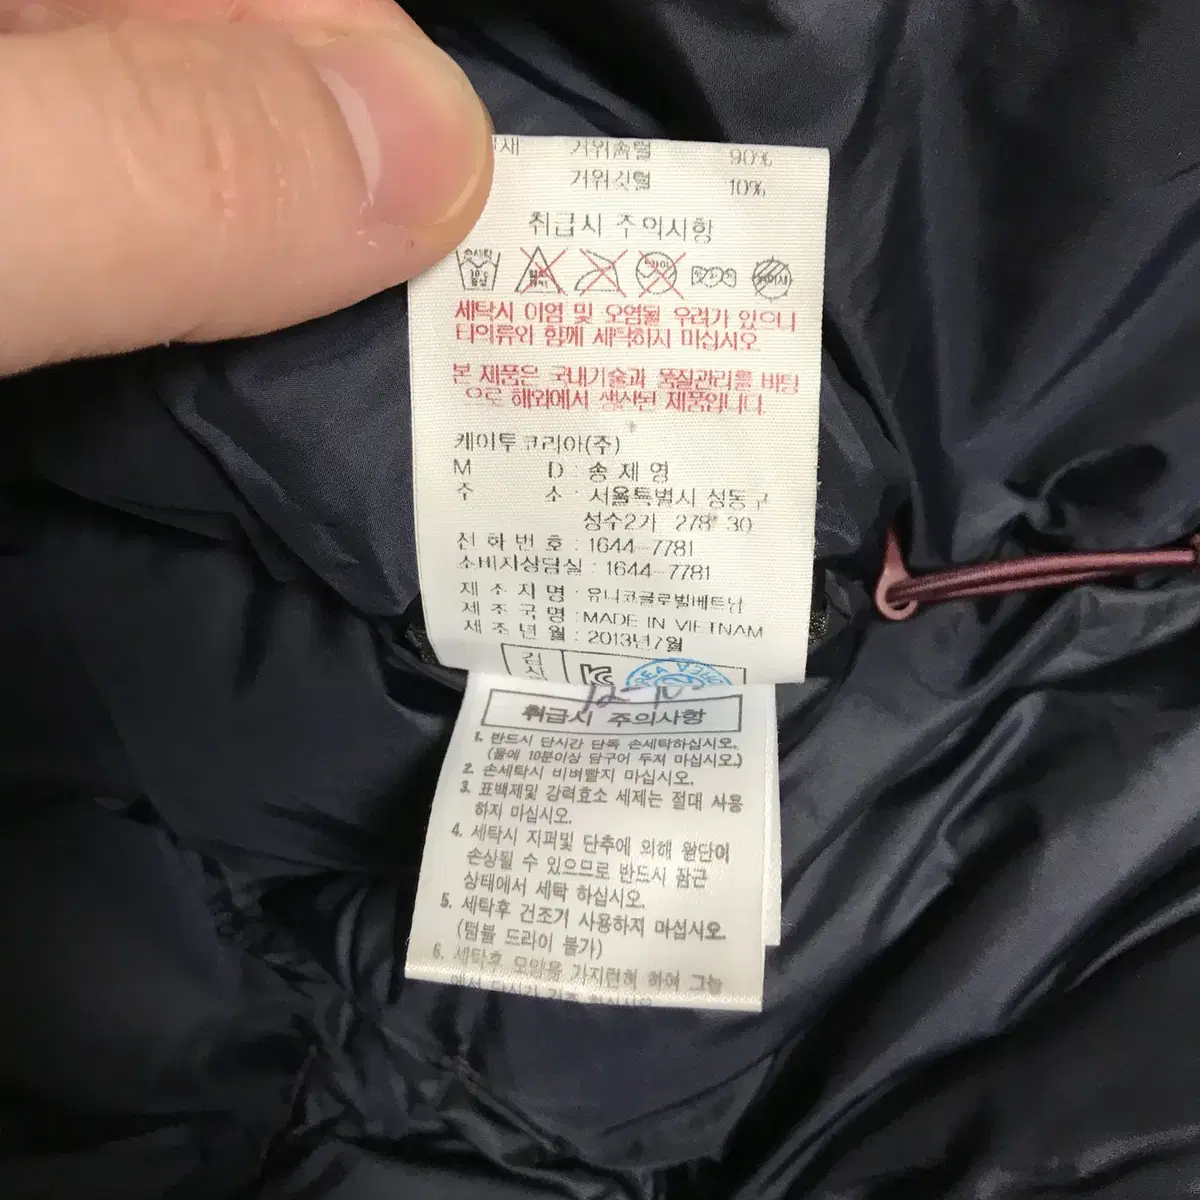 거위솜털 90%
거위깃털 10%
취급시 주의사항
세탁시 이염 및 오염될 우려가 있으니
타의류와 함께 세탁하지 마십시오
본 제품은 국내기술과 품질관리를 바탕
으로 해외에서 생산된 제품입니다.
케이투코리아(주)
M D : 송 제 영
주 소 : 서울특별시 성동구
성수2가 278-30
전 화 번 호 : 1644-7781
소비자상담실 : 1644-7781
제 조 자 명 : 유니코글로벌베트남
제 조 국 명 : MADE IN VIETNAM
제 조 년 월 : 2013년 7월
취급시 주의사항
1. 반드시 단시간 단독 손세탁하십시오.
(물에 10분이상 담구어 두져 마십시오.)
2. 손세탁시 비벼빨지 마십시오.
3. 표백제및 강력효소 세제는 절대 사용
하지 마십시오.
4. 세탁시 지퍼및 단추에 의해 원단이
손상될 수 있으므로 반드시 잠근
상태에서 세탁 하십시오.
5. 세탁후 건조기 사용하지 마십시오.
(텀블 드라이 불가)
6. 세탁후 모양을 가지런히 하여 그늘
에서 단시간